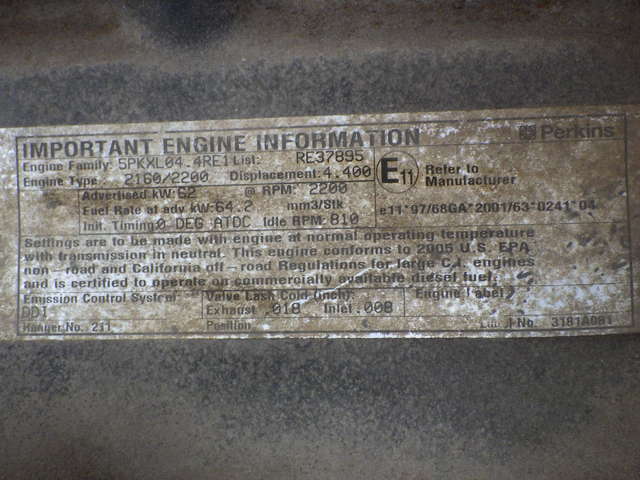 IMPORTANT ENGINE INFORMATION
Perkins
Engine Family: 5PKXL04.4RE1 List: RE37895
Engine Type 2160/2200 Displacement: 4.400
E11
Refer to
Manufacturer
Advertised kW: 62 @ RPM: 2200
Fuel Rate at adv kW: 64.2 mm3/Stk
Init. Timing 0 DEG ATDC Idle RPM: 810
e11*97/68GA*2001/63*0241*04
Settings are to be made with engine at normal operating temperature
with transmission in neutral. This engine conforms to 2005 U.S. EPA
non-road and California off-road Regulations for large C.I. engines
and is certified to operate on commercially available diesel fuel.
Emission Control System Valve Lash Cold (inch): Engine Label
DDI Exhaust .018 Inlet .008
Hanger No. 211 Position Label No 3181A081